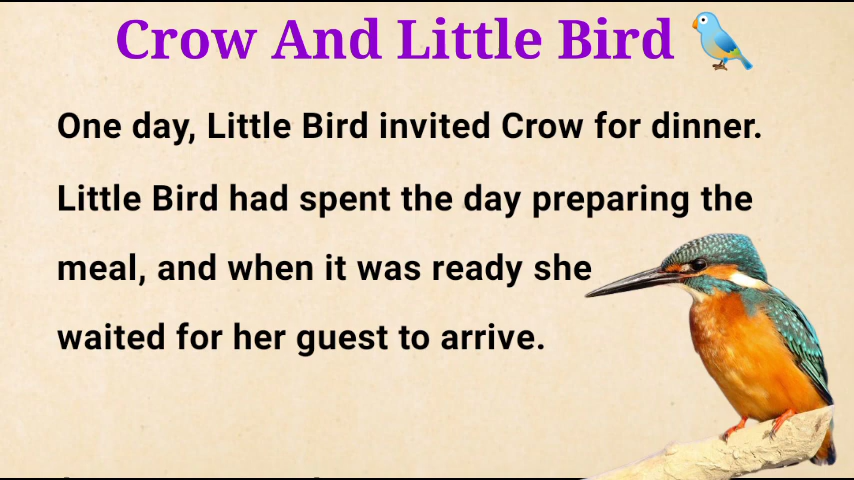 Crow And Little Bird
One day, Little Bird invited Crow for dinner.
Little Bird had spent the day preparing the
meal, and when it was ready she
waited for her guest to arrive.